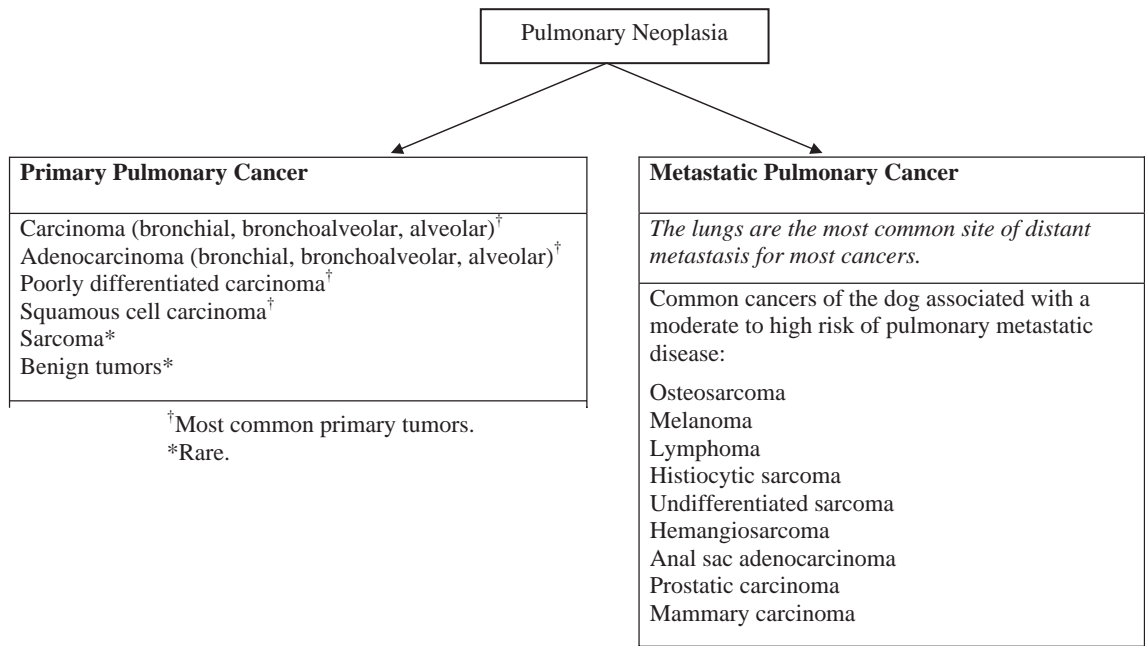 Pulmonary Neoplasia
Primary Pulmonary Cancer
Carcinoma (bronchial, bronchoalveolar, alveolar)†
Adenocarcinoma (bronchial, bronchoalveolar, alveolar)†
Poorly differentiated carcinoma†
Squamous cell carcinoma†
Sarcoma*
Benign tumors*
†Most common primary tumors.
*Rare.
Metastatic Pulmonary Cancer
The lungs are the most common site of distant
metastasis for most cancers.
Common cancers of the dog associated with a
moderate to high risk of pulmonary metastatic
disease:
Osteosarcoma
Melanoma
Lymphoma
Histiocytic sarcoma
Undifferentiated sarcoma
Hemangiosarcoma
Anal sac adenocarcinoma
Prostatic carcinoma
Mammary carcinoma